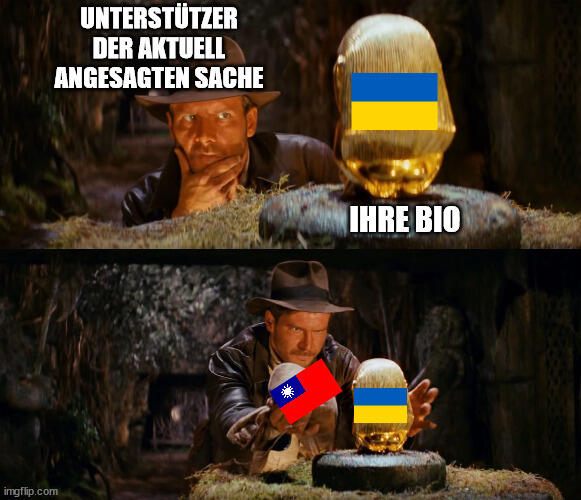 UNTERSTÜTZER
DER AKTUELL
ANGESAGTEN SACHE
IHRE BIO
imgflip.com